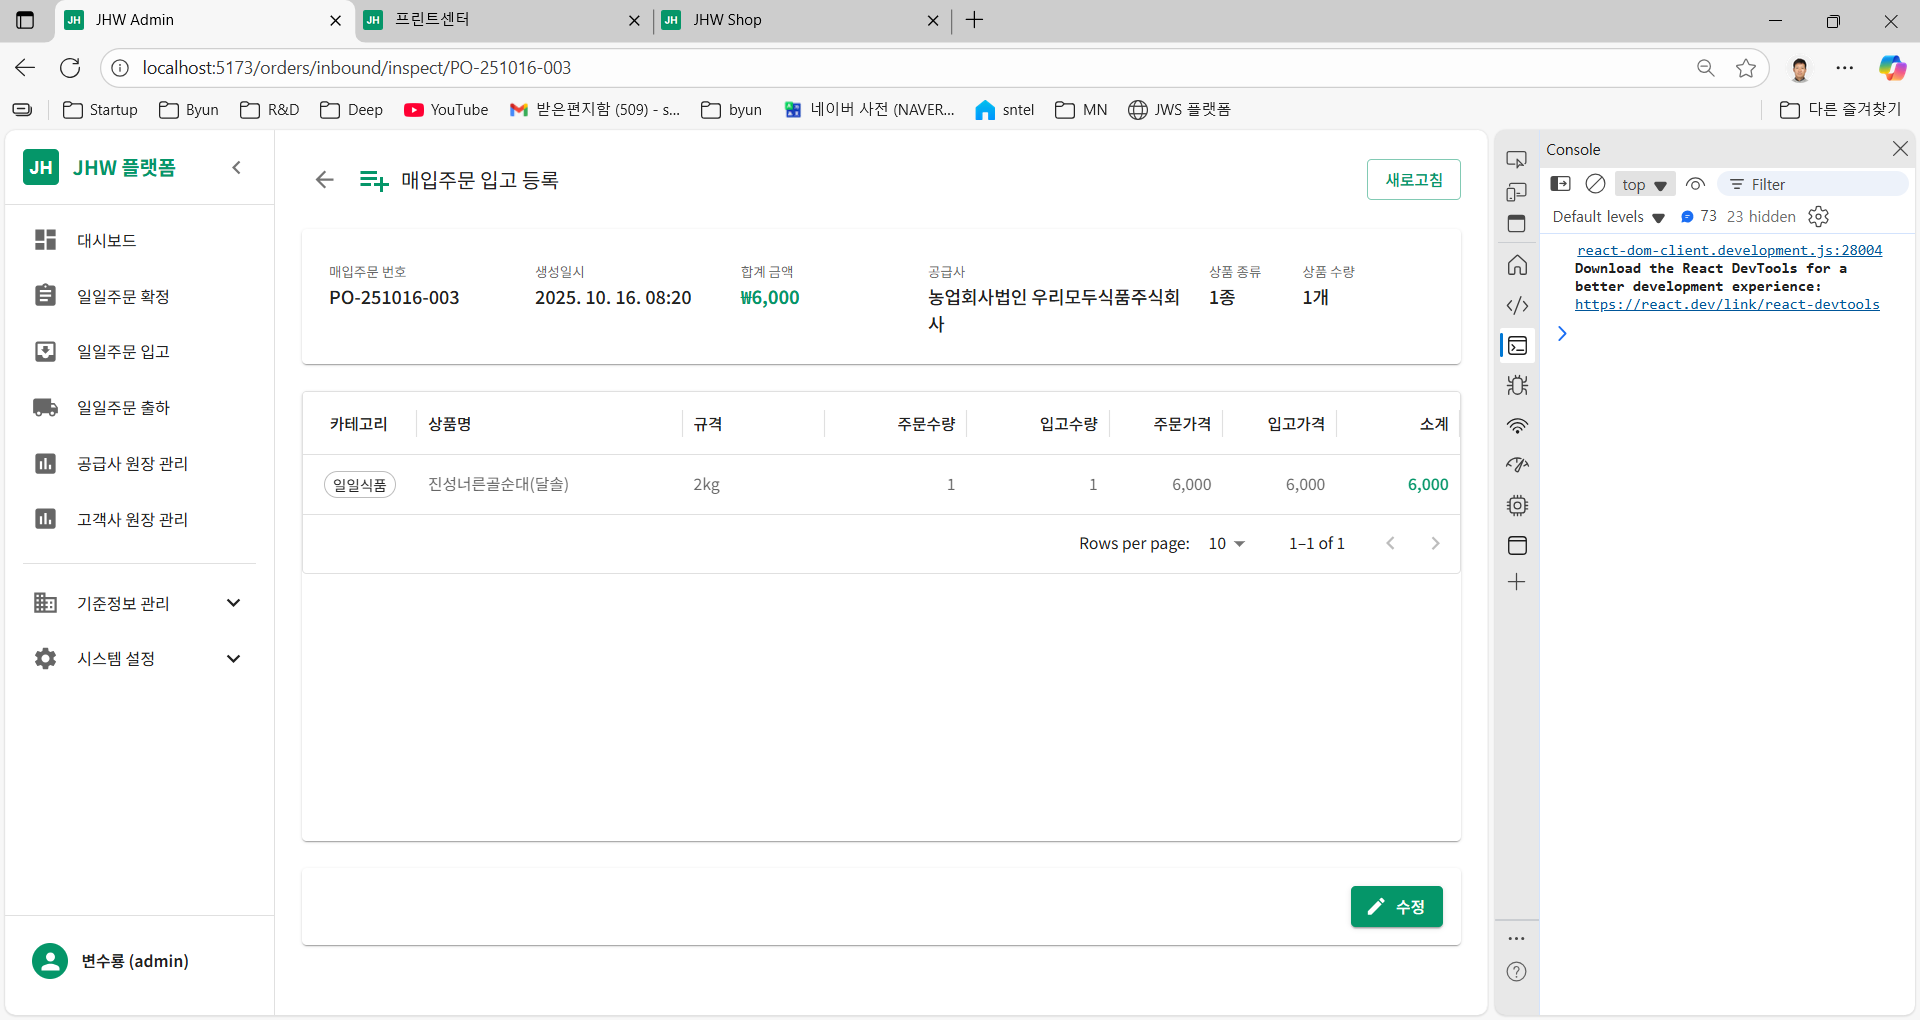 JH JHW Admin
JH 프린트센터
JH JHW Shop
localhost:5173/orders/inbound/inspect/PO-251016-003
Startup
Byun
R&D
Deep
YouTube
받은편지함 (509) - s...
byun
네이버 사전 (NAVER...
sntel
MN
JWS 플랫폼
다른 즐겨찾기
JH JHW 플랫폼
대시보드
일일주문 확정
일일주문 입고
일일주문 출하
공급사 원장 관리
고객사 원장 관리
기준정보 관리
시스템 설정
변수룡 (admin)
매입주문 입고 등록
새로고침
매입주문 번호
PO-251016-003
생성일시
2025. 10. 16. 08:20
합계 금액
₩6,000
공급사
농업회사법인 우리모두식품주식회
사
상품 종류
1종
상품 수량
1개
카테고리 상품명 규격 주문수량 입고수량 주문가격 입고가격 소계
일일식품 진성너른골순대(달솔) 2kg 1 1 6,000 6,000 6,000
Rows per page: 10 1–1 of 1
수정
Console
top
Filter
Default levels 73 23 hidden
react-dom-client.development.js:28004
Download the React DevTools for a
better development experience:
https://react.dev/link/react-devtools